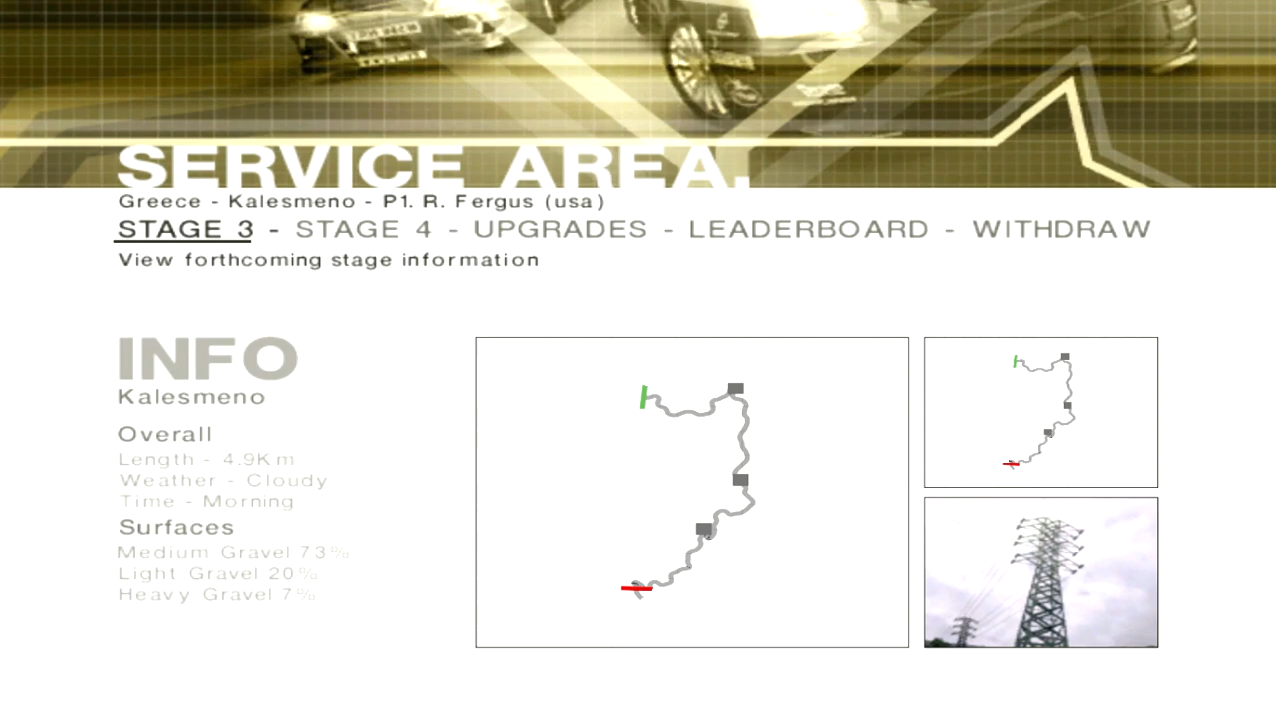 SERVICE AREA.
Greece - Kalesmeno - P1. R. Fergus (usa)
STAGE 3 - STAGE 4 - UPGRADES - LEADERBOARD - WITHDRAW
View forthcoming stage information
INFO
Kalesmeno
Overall
Length - 4.9Km
Weather - Cloudy
Time - Morning
Surfaces
Medium Gravel 73%
Light Gravel 20%
Heavy Gravel 7%